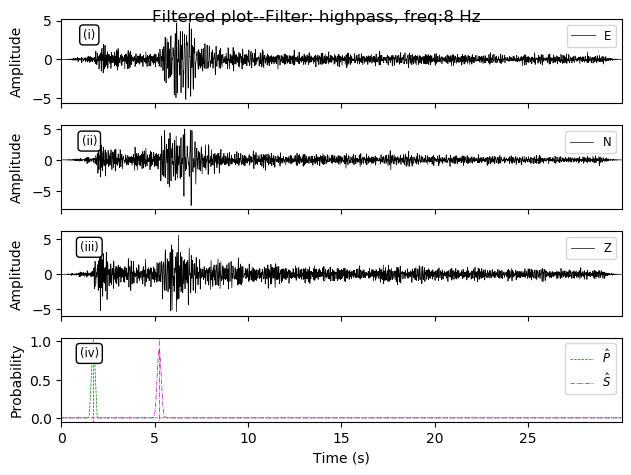 Filtered plot--Filter: highpass, freq:8 Hz
Amplitude
5
0
−5
(i)
E
Amplitude
5
0
−5
(ii)
N
Amplitude
5
0
−5
(iii)
Z
Probability
1.0
0.5
0.0
(iv)
P̂
Ŝ
0 5 10 15 20 25
Time (s)